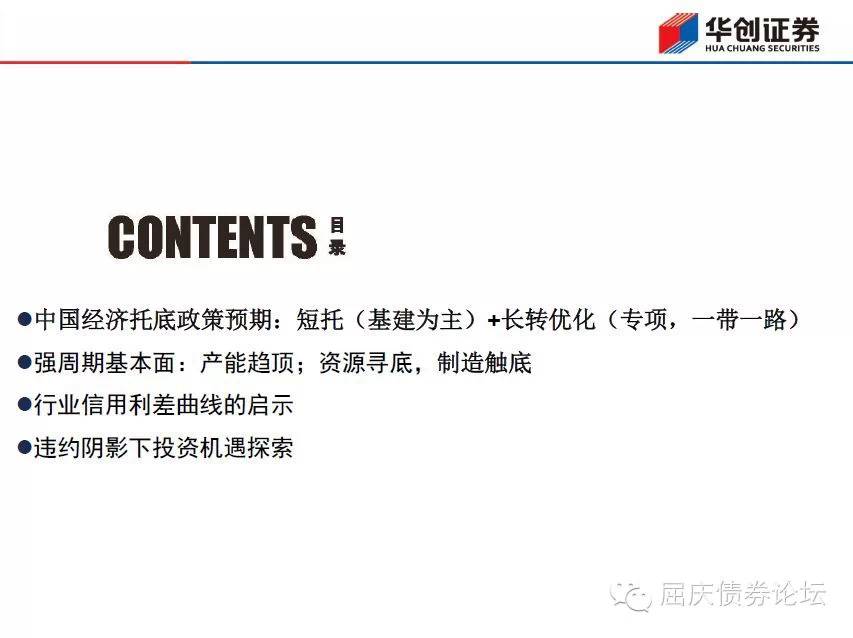 华创证券
HUA CHUANG SECURITIES
CONTENTS 目录
●中国经济托底政策预期：短托（基建为主）+长转优化（专项，一带一路）
●强周期基本面：产能趋顶；资源寻底，制造触底
●行业信用利差曲线的启示
●违约阴影下投资机遇探索
屈庆债券论坛